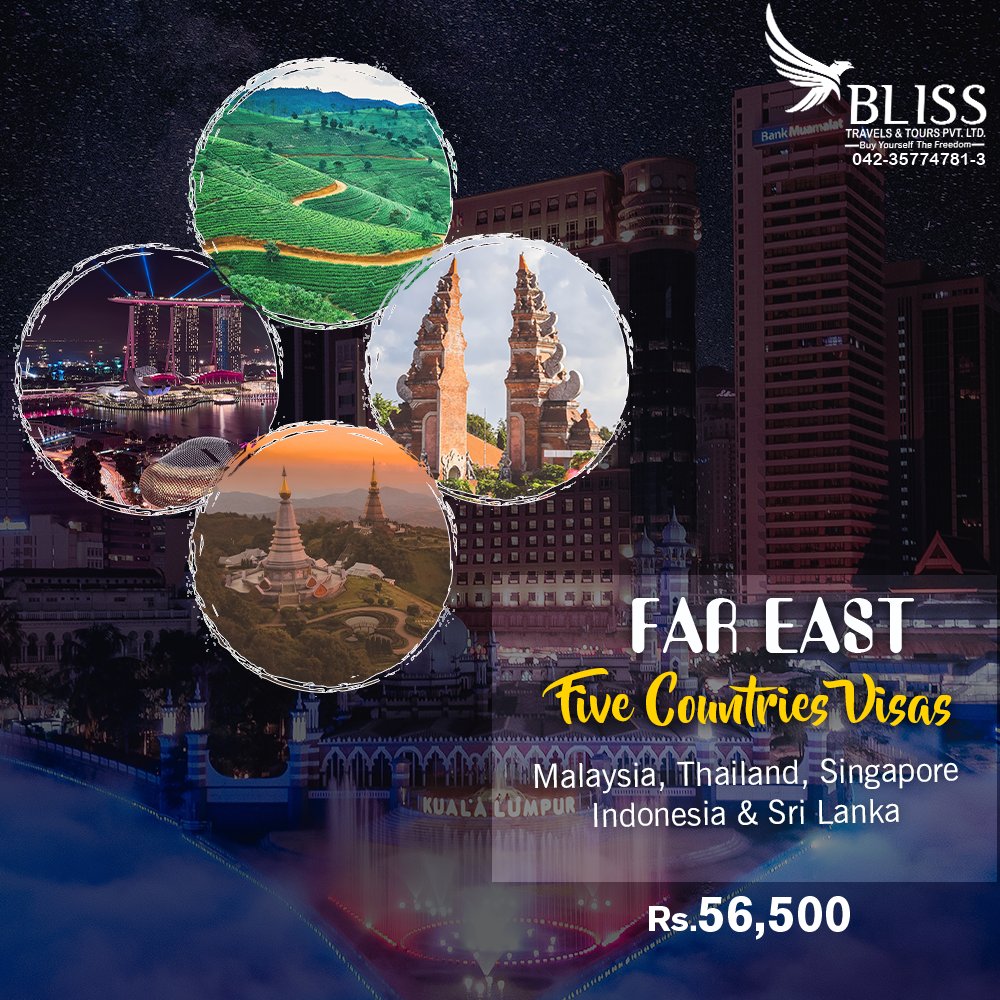 BLISS
TRAVELS & TOURS PVT. LTD.
Buy Yourself The Freedom
042-35774781-3
Bank Muamalat
FAR EAST
Five Countries Visas
Malaysia, Thailand, Singapore
Indonesia & Sri Lanka
KUALA LUMPUR
Rs.56,500